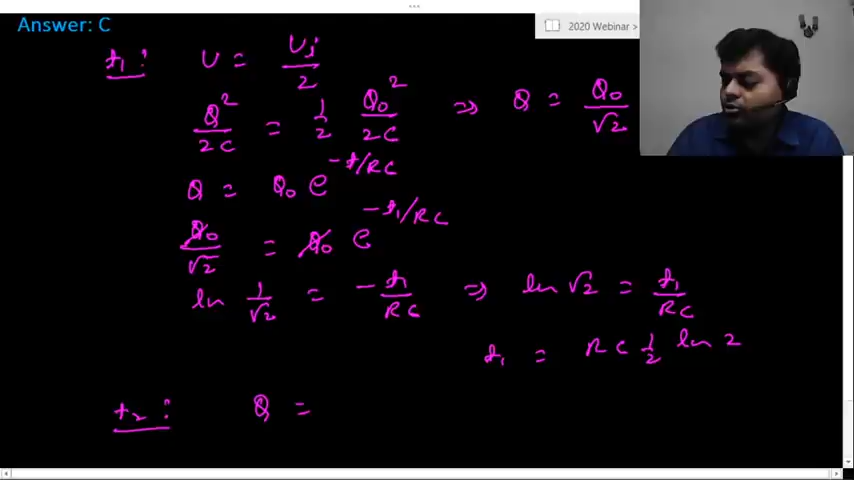 Answer: C
2020 Webinar
t₁ : U = Uᵢ/2
Q²/2C = 1/2 Q₀²/2C ⇒ Q = Q₀/√2
Q = Q₀ e^(-t/RC)
Q₀/√2 = Q₀ e^(-t₁/RC)
ln 1/√2 = - t₁/RC ⇒ ln √2 = t₁/RC
t₁ = RC 1/2 ln 2
t₂ : Q =